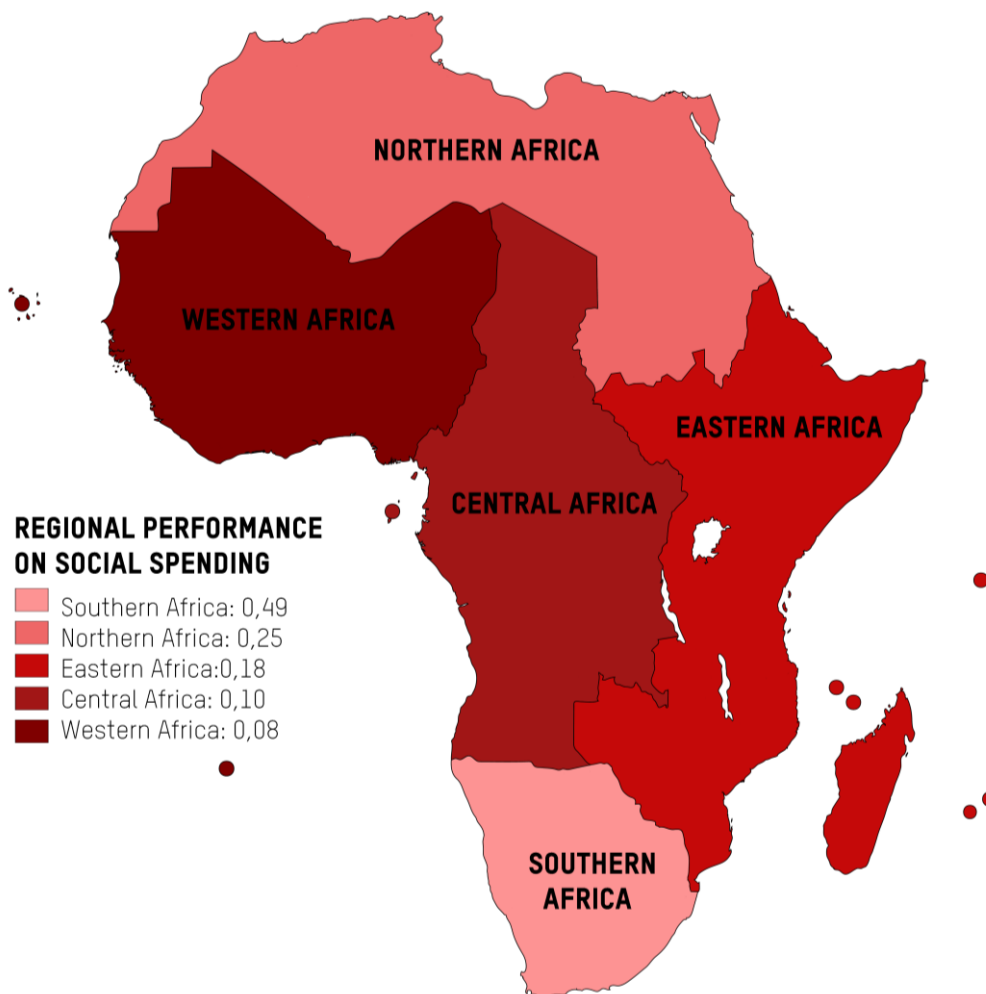 NORTHERN AFRICA
WESTERN AFRICA
EASTERN AFRICA
CENTRAL AFRICA
REGIONAL PERFORMANCE
ON SOCIAL SPENDING
Southern Africa: 0,49
Northern Africa: 0,25
Eastern Africa:0,18
Central Africa: 0,10
Western Africa: 0,08
SOUTHERN
AFRICA